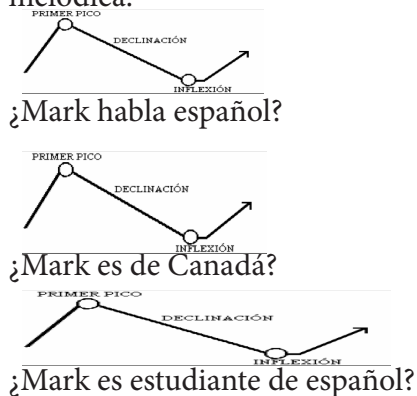 melódica.
PRIMER PICO
DECLINACIÓN
INFLEXIÓN
¿Mark habla español?
PRIMER PICO
DECLINACIÓN
INFLEXIÓN
¿Mark es de Canadá?
PRIMER PICO
DECLINACIÓN
INFLEXIÓN
¿Mark es estudiante de español?